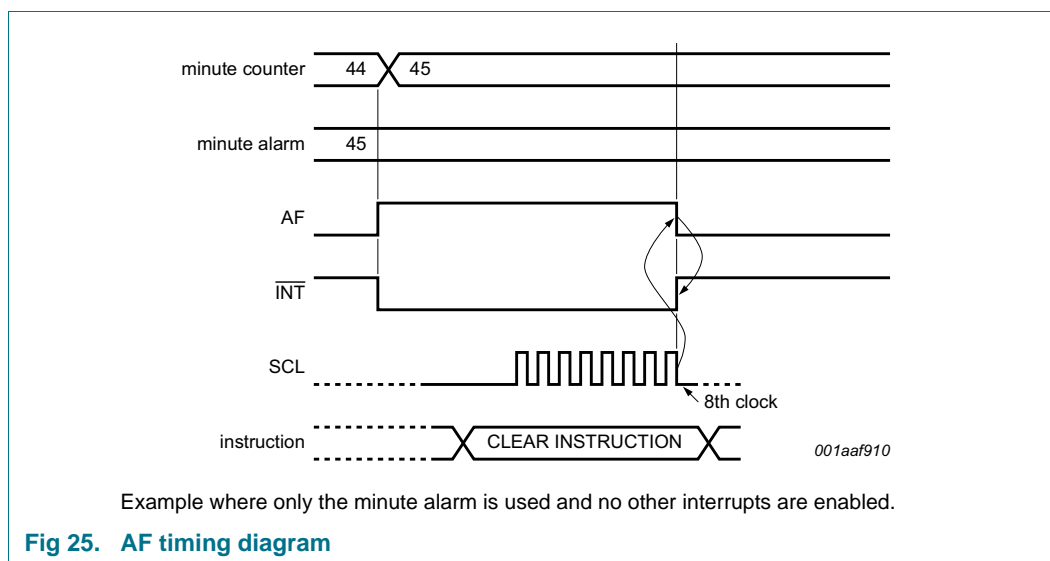 minute counter 44 45
minute alarm 45
AF
INT
SCL
8th clock
instruction CLEAR INSTRUCTION
001aaf910
Example where only the minute alarm is used and no other interrupts are enabled.
Fig 25. AF timing diagram